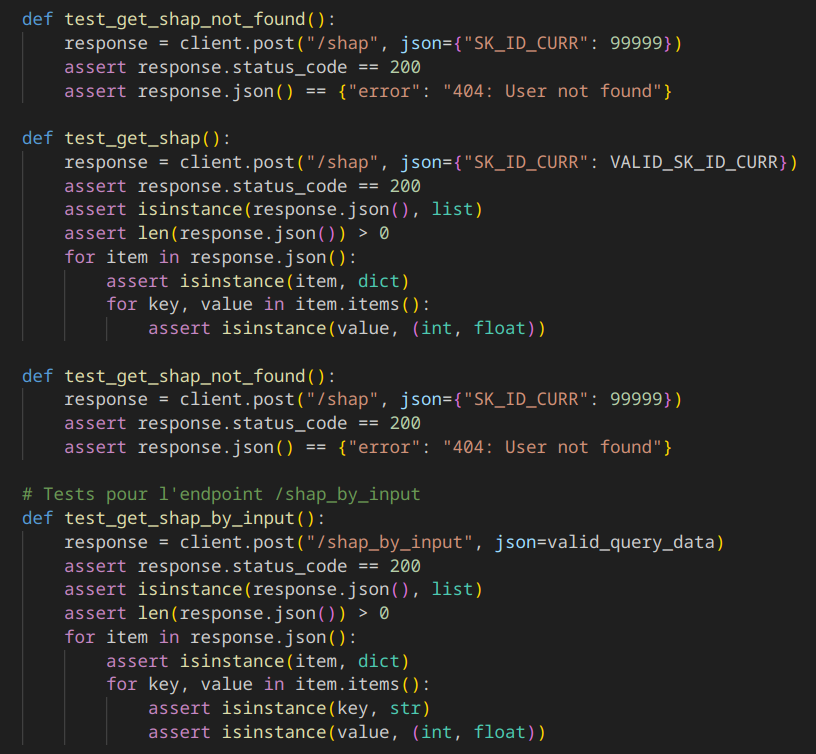 def test_get_shap_not_found():
    response = client.post("/shap", json={"SK_ID_CURR": 99999})
    assert response.status_code == 200
    assert response.json() == {"error": "404: User not found"}

def test_get_shap():
    response = client.post("/shap", json={"SK_ID_CURR": VALID_SK_ID_CURR})
    assert response.status_code == 200
    assert isinstance(response.json(), list)
    assert len(response.json()) > 0
    for item in response.json():
        assert isinstance(item, dict)
        for key, value in item.items():
            assert isinstance(value, (int, float))

def test_get_shap_not_found():
    response = client.post("/shap", json={"SK_ID_CURR": 99999})
    assert response.status_code == 200
    assert response.json() == {"error": "404: User not found"}

# Tests pour l'endpoint /shap_by_input
def test_get_shap_by_input():
    response = client.post("/shap_by_input", json=valid_query_data)
    assert response.status_code == 200
    assert isinstance(response.json(), list)
    assert len(response.json()) > 0
    for item in response.json():
        assert isinstance(item, dict)
        for key, value in item.items():
            assert isinstance(key, str)
            assert isinstance(value, (int, float))